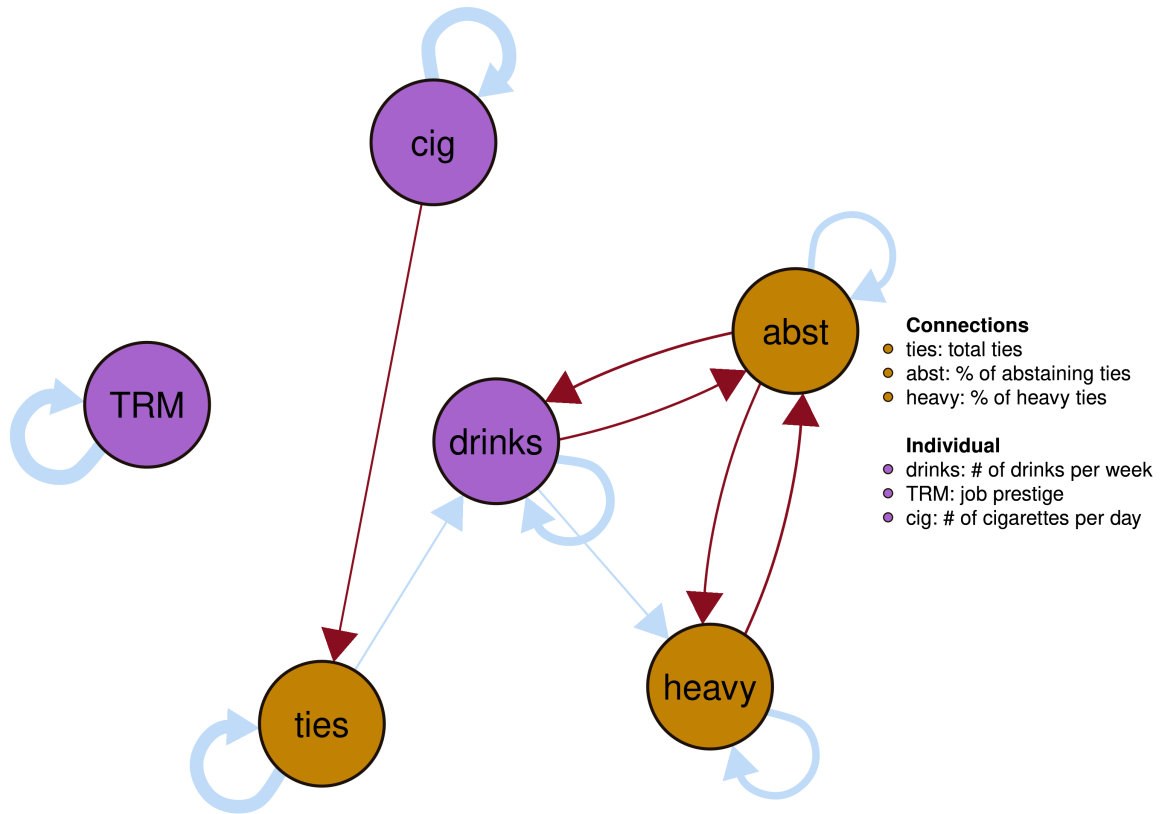 cig
abst
TRM
drinks
heavy
ties
Connections
ties: total ties
abst: % of abstaining ties
heavy: % of heavy ties
Individual
drinks: # of drinks per week
TRM: job prestige
cig: # of cigarettes per day